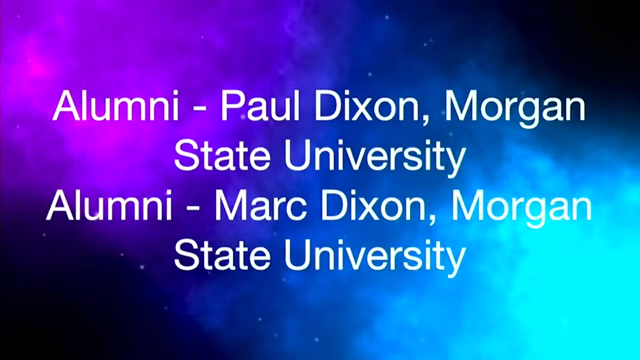 Alumni - Paul Dixon, Morgan
State University
Alumni - Marc Dixon, Morgan
State University